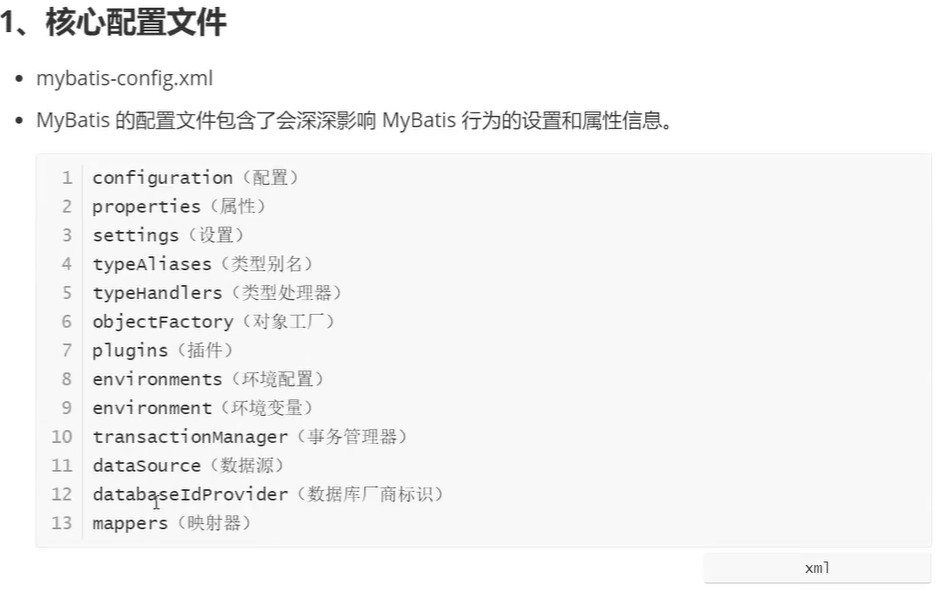 1、核心配置文件
• mybatis-config.xml
• MyBatis 的配置文件包含了会深深影响 MyBatis 行为的设置和属性信息。
1 configuration（配置）
2 properties（属性）
3 settings（设置）
4 typeAliases（类型别名）
5 typeHandlers（类型处理器）
6 objectFactory（对象工厂）
7 plugins（插件）
8 environments（环境配置）
9 environment（环境变量）
10 transactionManager（事务管理器）
11 dataSource（数据源）
12 databaseIdProvider（数据库厂商标识）
13 mappers（映射器）
xml